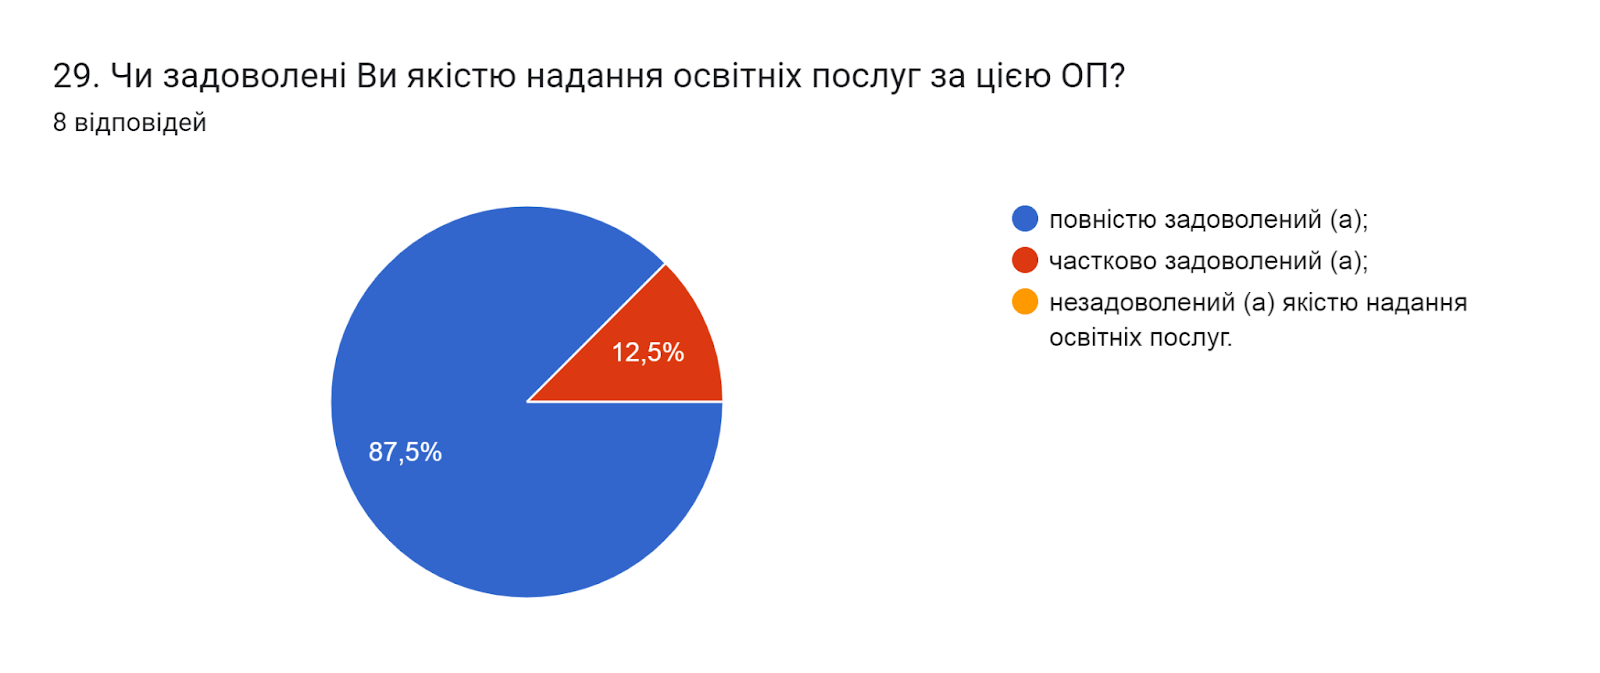 29. Чи задоволені Ви якістю надання освітніх послуг за цією ОП?
8 відповідей
повністю задоволений (а);
частково задоволений (а);
незадоволений (а) якістю надання
освітніх послуг.
12,5%
87,5%